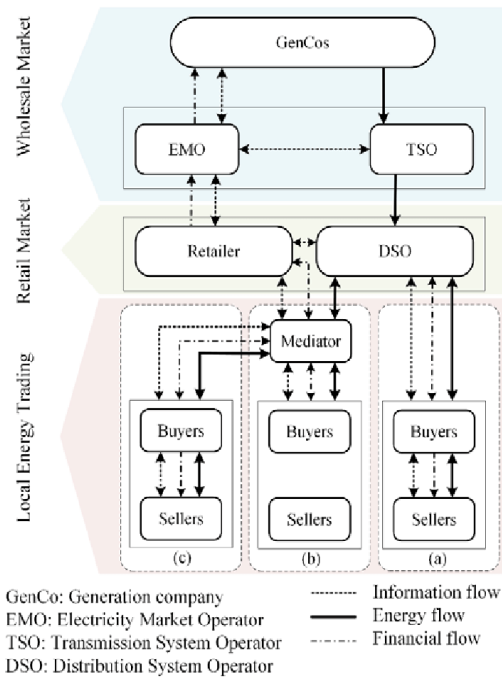 Wholesale Market
GenCos
EMO
TSO
Retail Market
Retailer
DSO
Local Energy Trading
Mediator
Buyers
Sellers
(c)
Buyers
Sellers
(b)
Buyers
Sellers
(a)
GenCo: Generation company
EMO: Electricity Market Operator
TSO: Transmission System Operator
DSO: Distribution System Operator
Information flow
Energy flow
Financial flow